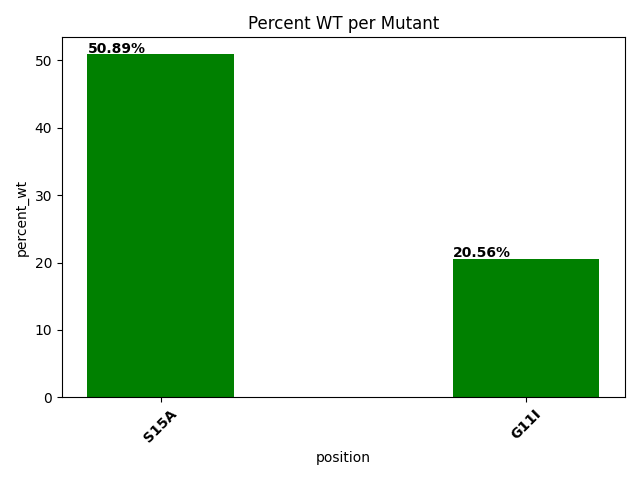 Percent WT per Mutant
50.89%
20.56%
percent_wt
50
40
30
20
10
0
S15A
G11I
position